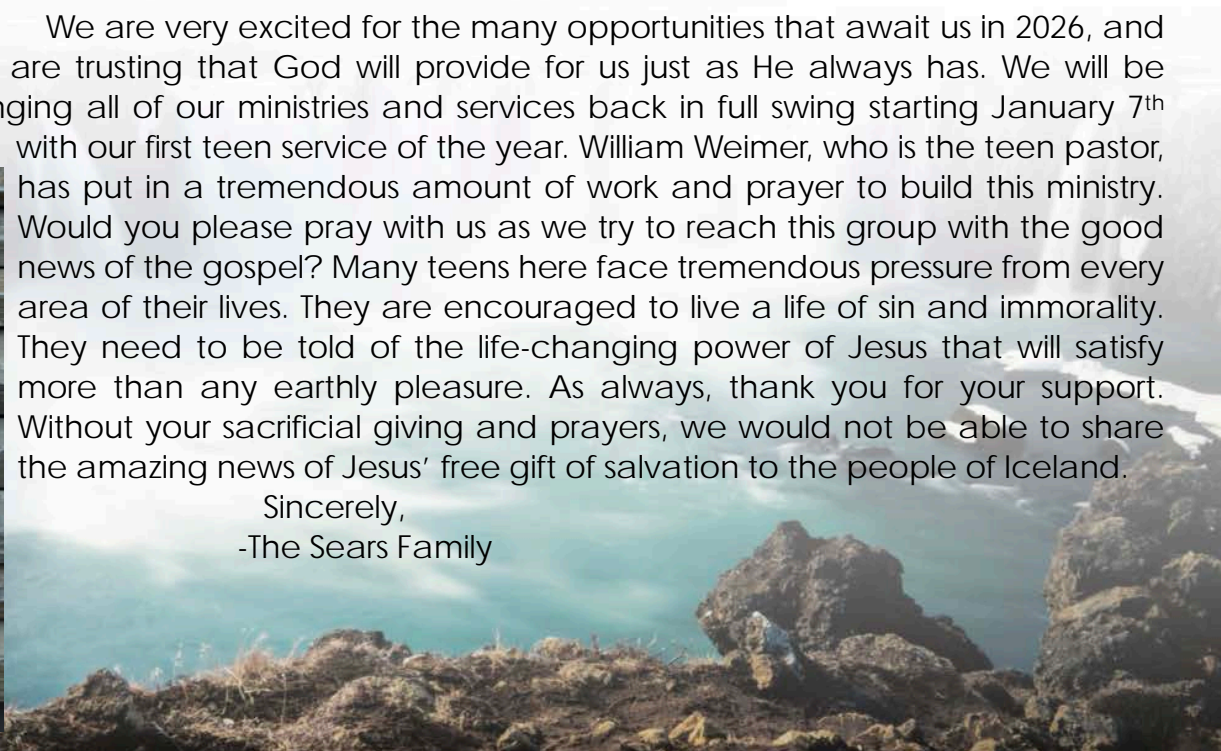 We are very excited for the many opportunities that await us in 2026, and
are trusting that God will provide for us just as He always has. We will be
nging all of our ministries and services back in full swing starting January 7th
with our first teen service of the year. William Weimer, who is the teen pastor,
has put in a tremendous amount of work and prayer to build this ministry.
Would you please pray with us as we try to reach this group with the good
news of the gospel? Many teens here face tremendous pressure from every
area of their lives. They are encouraged to live a life of sin and immorality.
They need to be told of the life-changing power of Jesus that will satisfy
more than any earthly pleasure. As always, thank you for your support.
Without your sacrificial giving and prayers, we would not be able to share
the amazing news of Jesus’ free gift of salvation to the people of Iceland.
Sincerely,
-The Sears Family